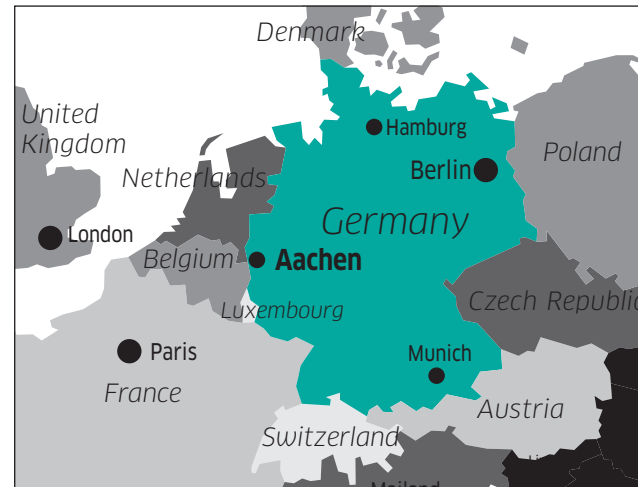 Denmark
United
Kingdom
Hamburg
Poland
Berlin
Netherlands
Germany
London
Belgium
Aachen
Czech Republic
Luxembourg
Paris
Munich
France
Austria
Switzerland
Mailand